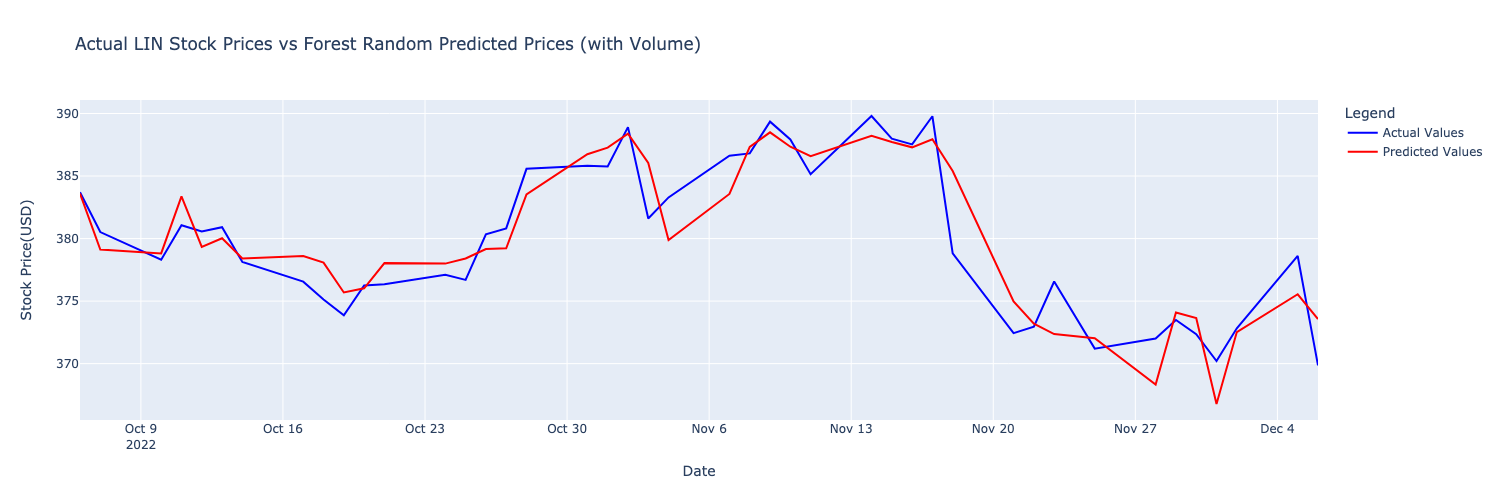 Actual LIN Stock Prices vs Forest Random Predicted Prices (with Volume)
Legend
Actual Values
Predicted Values
390
385
380
375
370
Stock Price(USD)
Oct 9
2022
Oct 16
Oct 23
Oct 30
Nov 6
Nov 13
Nov 20
Nov 27
Dec 4
Date